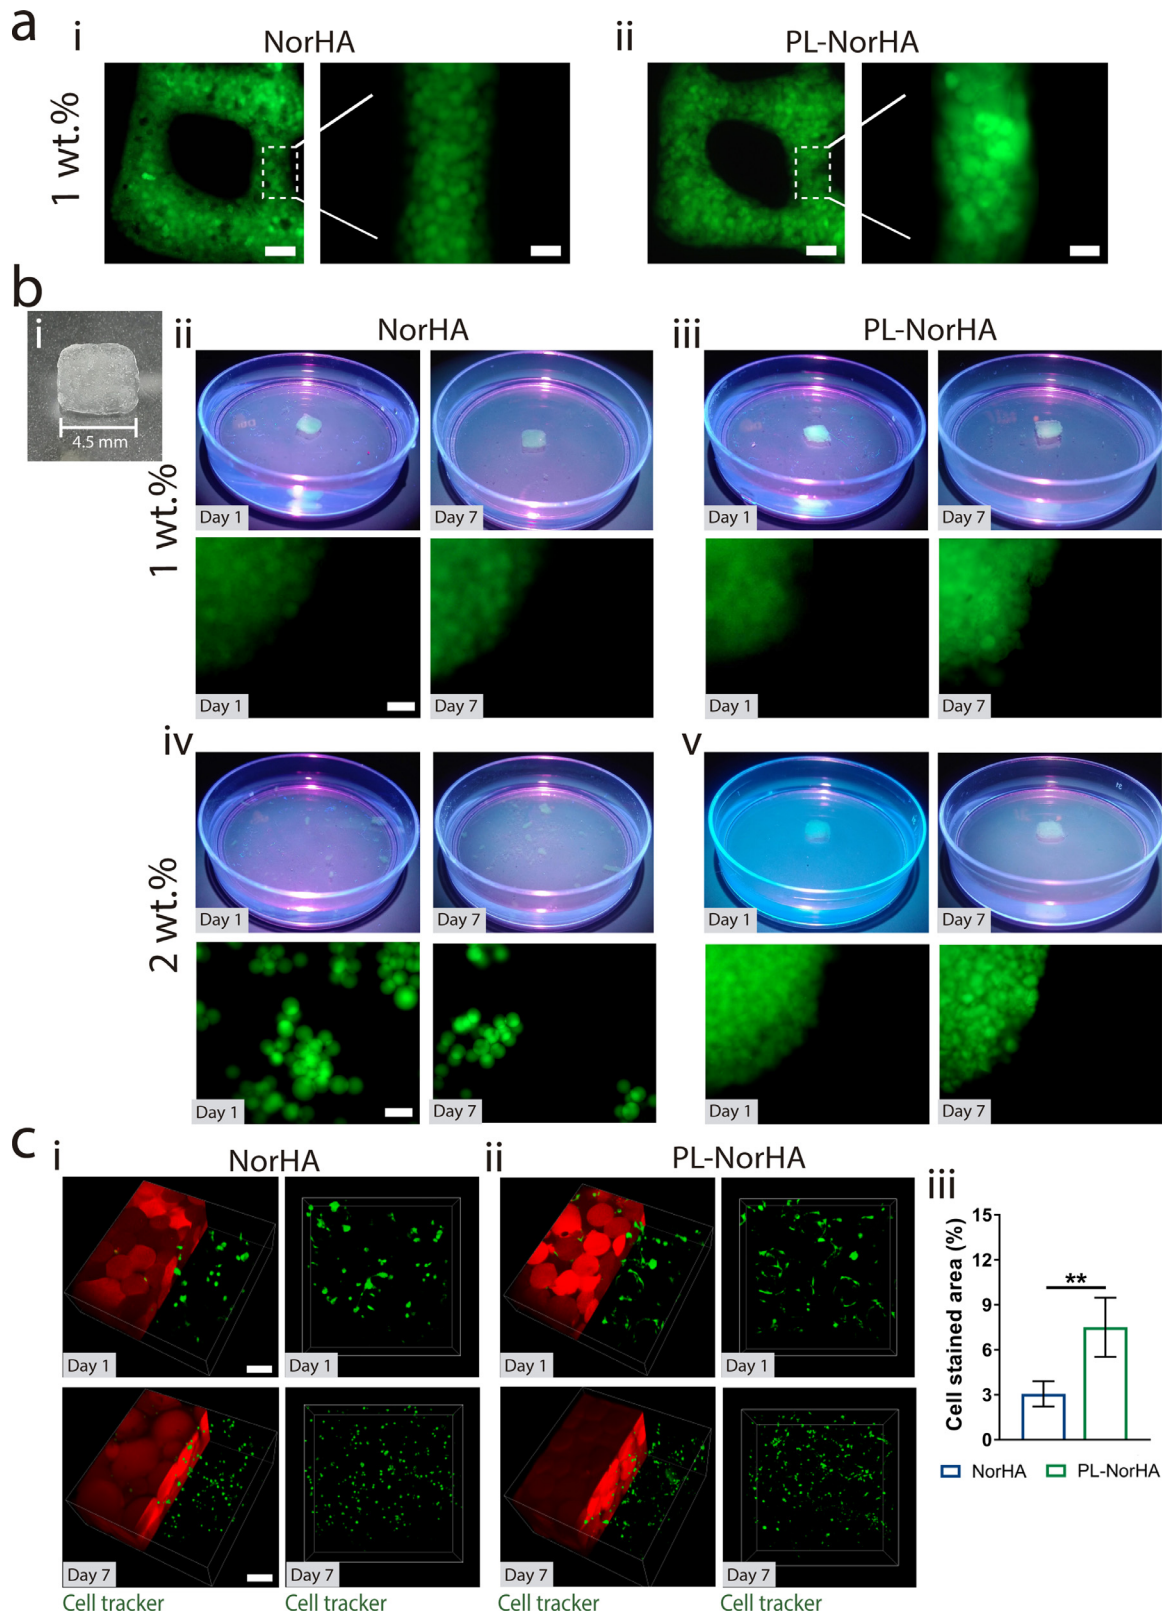 a
i
NorHA
ii
PL-NorHA
1 wt.%
b
i
4.5 mm
ii
NorHA
iii
PL-NorHA
1 wt.%
Day 1
Day 7
Day 1
Day 7
Day 1
Day 7
Day 1
Day 7
iv
v
2 wt.%
Day 1
Day 7
Day 1
Day 7
Day 1
Day 7
Day 1
Day 7
c
i
NorHA
ii
PL-NorHA
iii
Day 1
Day 1
Day 1
Day 1
Day 7
Day 7
Day 7
Day 7
Cell tracker
Cell tracker
Cell tracker
Cell tracker
Cell stained area (%)
15
12
9
6
3
0
**
NorHA
PL-NorHA